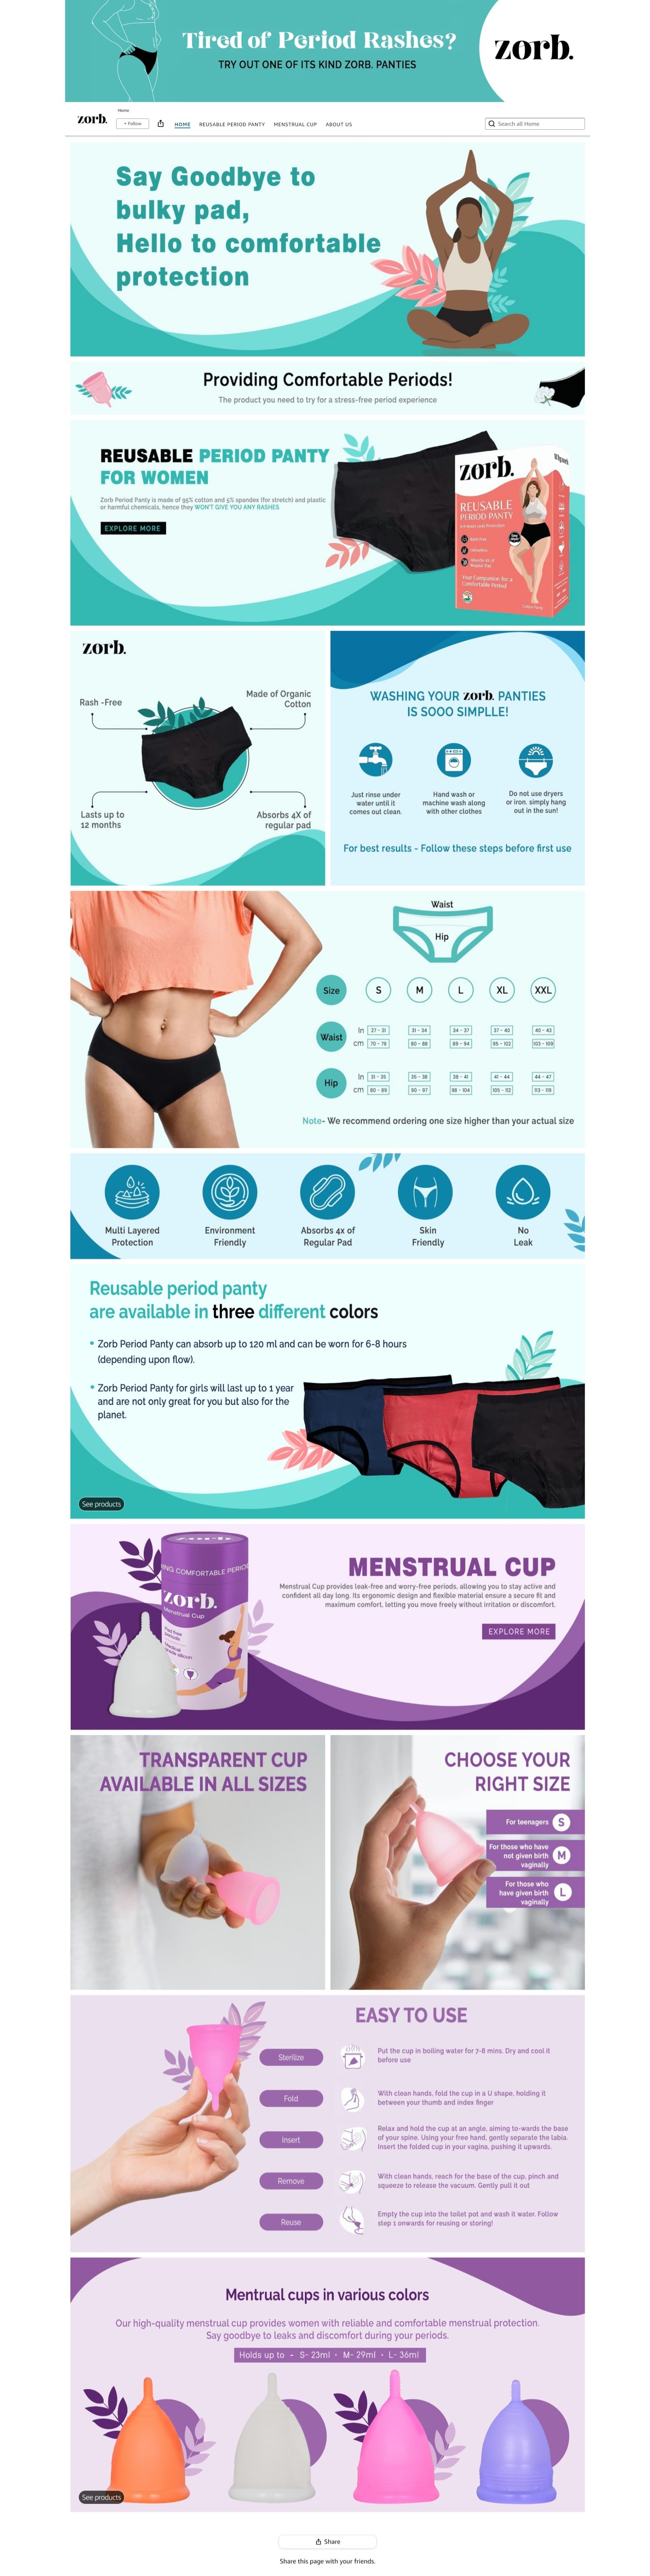 Tired of Period Rashes?
TRY OUT ONE OF ITS KIND ZORB. PANTIES
zorb.
Home
zorb.
+ Follow
HOME
REUSABLE PERIOD PANTY
MENSTRUAL CUP
ABOUT US
Search all Home
Say Goodbye to
bulky pad,
Hello to comfortable
protection
Providing Comfortable Periods!
The product you need to try for a stress-free period experience
REUSABLE PERIOD PANTY
FOR WOMEN
Zorb Period Panty is made of 95% cotton and 5% spandex (for stretch) and plastic
or harmful chemicals, hence they WON'T GIVE YOU ANY RASHES
EXPLORE MORE
zorb.
REUSABLE
PERIOD PANTY
Your Companion for a
Comfortable Period
zorb.
Rash -Free
Made of Organic
Cotton
Lasts up to
12 months
Absorbs 4X of
regular pad
WASHING YOUR zorb. PANTIES
IS SOOO SIMPLLE!
Just rinse under
water until it
comes out clean.
Hand wash or
machine wash along
with other clothes
Do not use dryers
or iron. simply hang
out in the sun!
For best results - Follow these steps before first use
Waist
Hip
Size S M L XL XXL
Waist
In 27 - 31 31 - 34 34 - 37 37 - 40 40 - 43
cm 70 - 79 80 - 88 89 - 94 95 - 102 103 - 109
Hip
In 31 - 35 35 - 38 38 - 41 41 - 44 44 - 47
cm 80 - 89 90 - 97 98 - 104 105 - 112 113 - 119
Note- We recommend ordering one size higher than your actual size
Multi Layered
Protection
Environment
Friendly
Absorbs 4x of
Regular Pad
Skin
Friendly
No
Leak
Reusable period panty
are available in three different colors
• Zorb Period Panty can absorb up to 120 ml and can be worn for 6-8 hours
(depending upon flow).
• Zorb Period Panty for girls will last up to 1 year
and are not only great for you but also for the
planet.
See products
ING COMFORTABLE PERIOD
zorb.
Menstrual Cup
MENSTRUAL CUP
Menstrual Cup provides leak-free and worry-free periods, allowing you to stay active and
confident all day long. Its ergonomic design and flexible material ensure a secure fit and
maximum comfort, letting you move freely without irritation or discomfort.
EXPLORE MORE
TRANSPARENT CUP
AVAILABLE IN ALL SIZES
CHOOSE YOUR
RIGHT SIZE
For teenagers S
For those who have
not given birth
vaginally
M
For those who
have given birth
vaginally
L
EASY TO USE
Sterilize
Put the cup in boiling water for 7-8 mins. Dry and cool it
before use
Fold
With clean hands, fold the cup in a U shape, holding it
between your thumb and index finger
Insert
Relax and hold the cup at an angle, aiming to-wards the base
of your spine. Using your free hand, gently separate the labia.
Insert the folded cup in your vagina, pushing it upwards.
Remove
With clean hands, reach for the base of the cup, pinch and
squeeze to release the vacuum. Gently pull it out
Reuse
Empty the cup into the toilet pot and wash it water. Follow
step 1 onwards for reusing or storing!
Mentrual cups in various colors
Our high-quality menstrual cup provides women with reliable and comfortable menstrual protection.
Say goodbye to leaks and discomfort during your periods.
Holds up to - S- 23ml • M- 29ml • L- 36ml
See products
Share
Share this page with your friends.